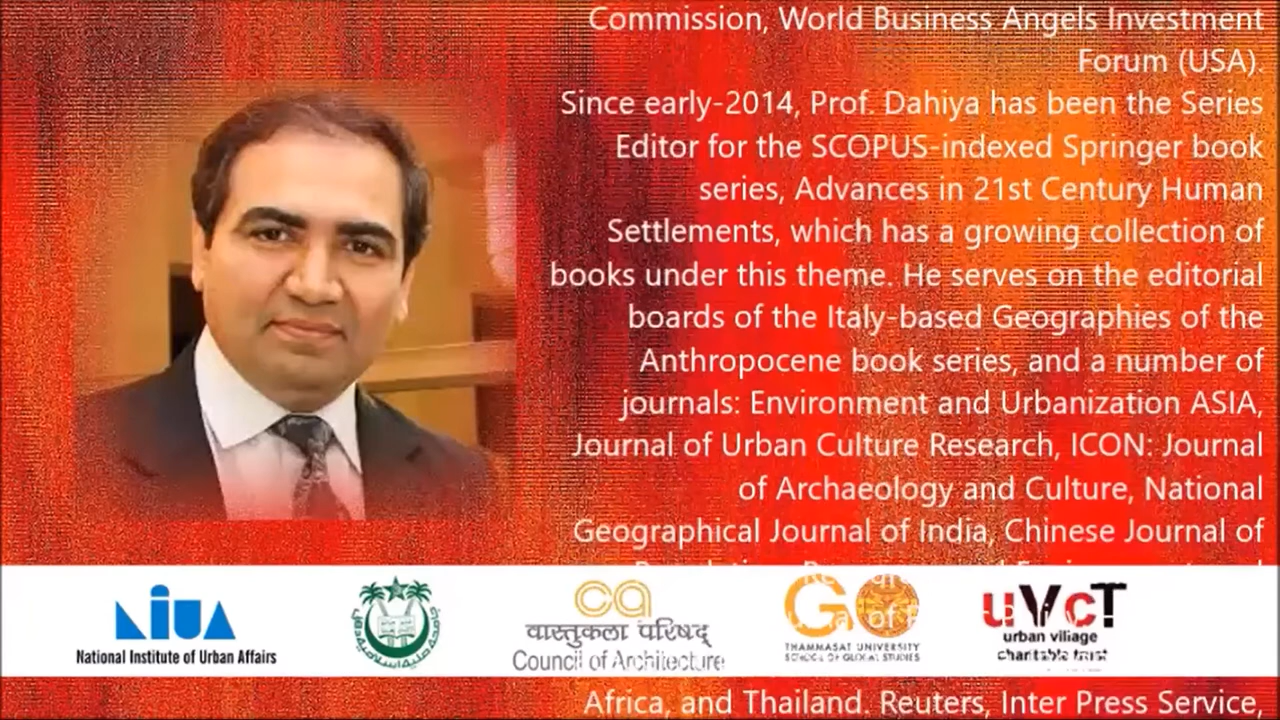 Commission, World Business Angels Investment
Forum (USA).
Since early-2014, Prof. Dahiya has been the Series
Editor for the SCOPUS-indexed Springer book
series, Advances in 21st Century Human
Settlements, which has a growing collection of
books under this theme. He serves on the editorial
boards of the Italy-based Geographies of the
Anthropocene book series, and a number of
journals: Environment and Urbanization ASIA,
Journal of Urban Culture Research, ICON: Journal
of Archaeology and Culture, National
Geographical Journal of India, Chinese Journal of
NIUA
National Institute of Urban Affairs
ca
वास्तुकला परिषद्
Council of Architecture
THAMMASAT UNIVERSITY
SCHOOL OF GLOBAL STUDIES
uVcT
urban village
charitable trust
Africa, and Thailand. Reuters, Inter Press Service,